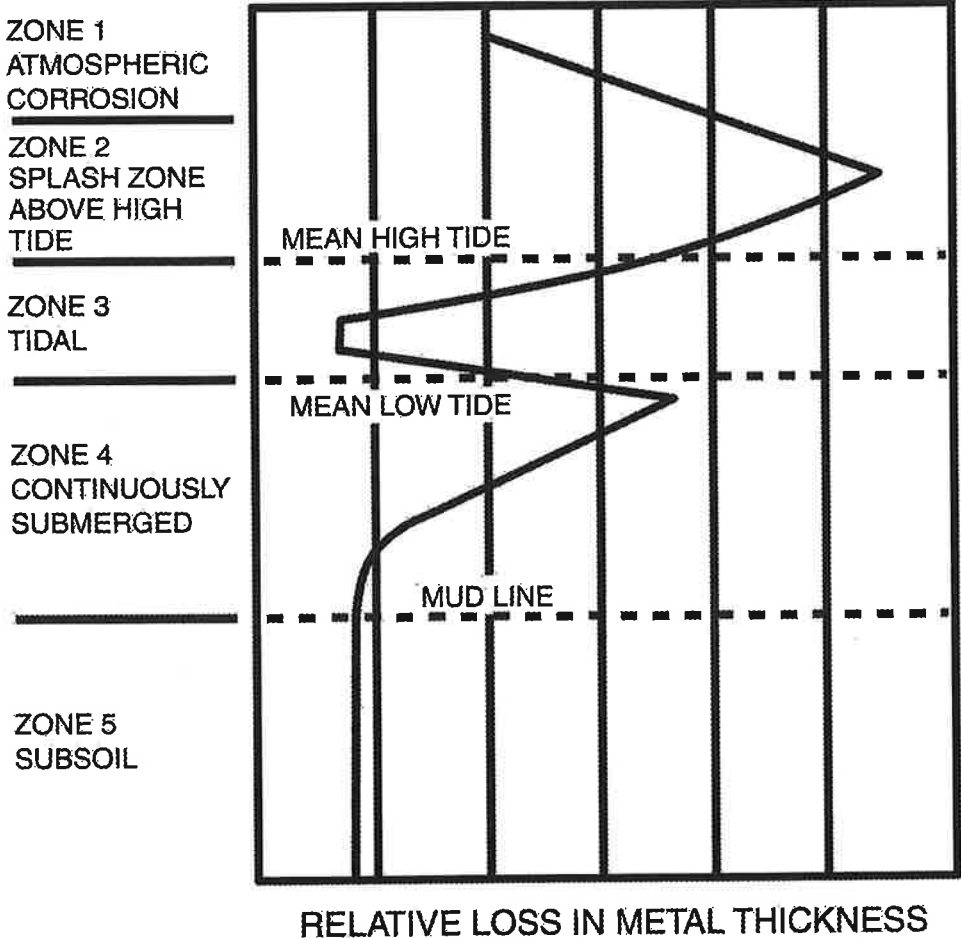 ZONE 1
ATMOSPHERIC
CORROSION
ZONE 2
SPLASH ZONE
ABOVE HIGH
TIDE
MEAN HIGH TIDE
ZONE 3
TIDAL
MEAN LOW TIDE
ZONE 4
CONTINUOUSLY
SUBMERGED
MUD LINE
ZONE 5
SUBSOIL
RELATIVE LOSS IN METAL THICKNESS